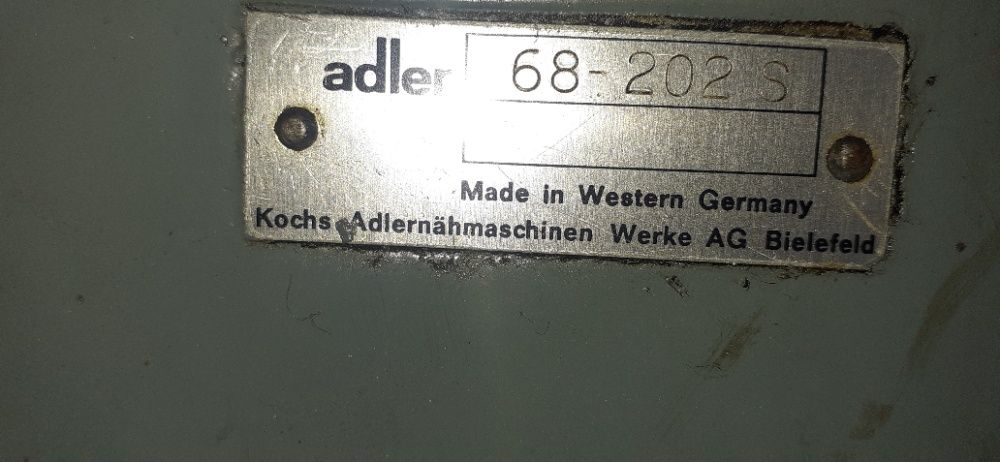 adler 68-202 S
Made in Western Germany
Kochs Adlernähmaschinen Werke AG Bielefeld